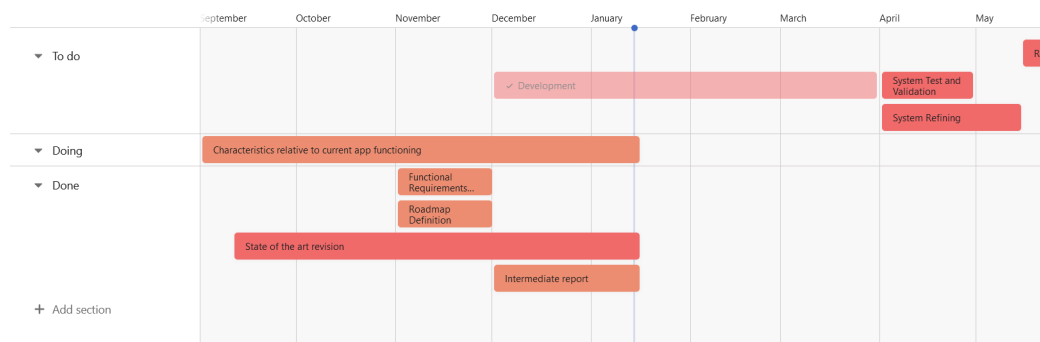 September October November December January February March April May
To do
R
✓ Development
System Test and
Validation
System Refining
Doing
Characteristics relative to current app functioning
Done
Functional
Requirements...
Roadmap
Definition
State of the art revision
Intermediate report
+ Add section